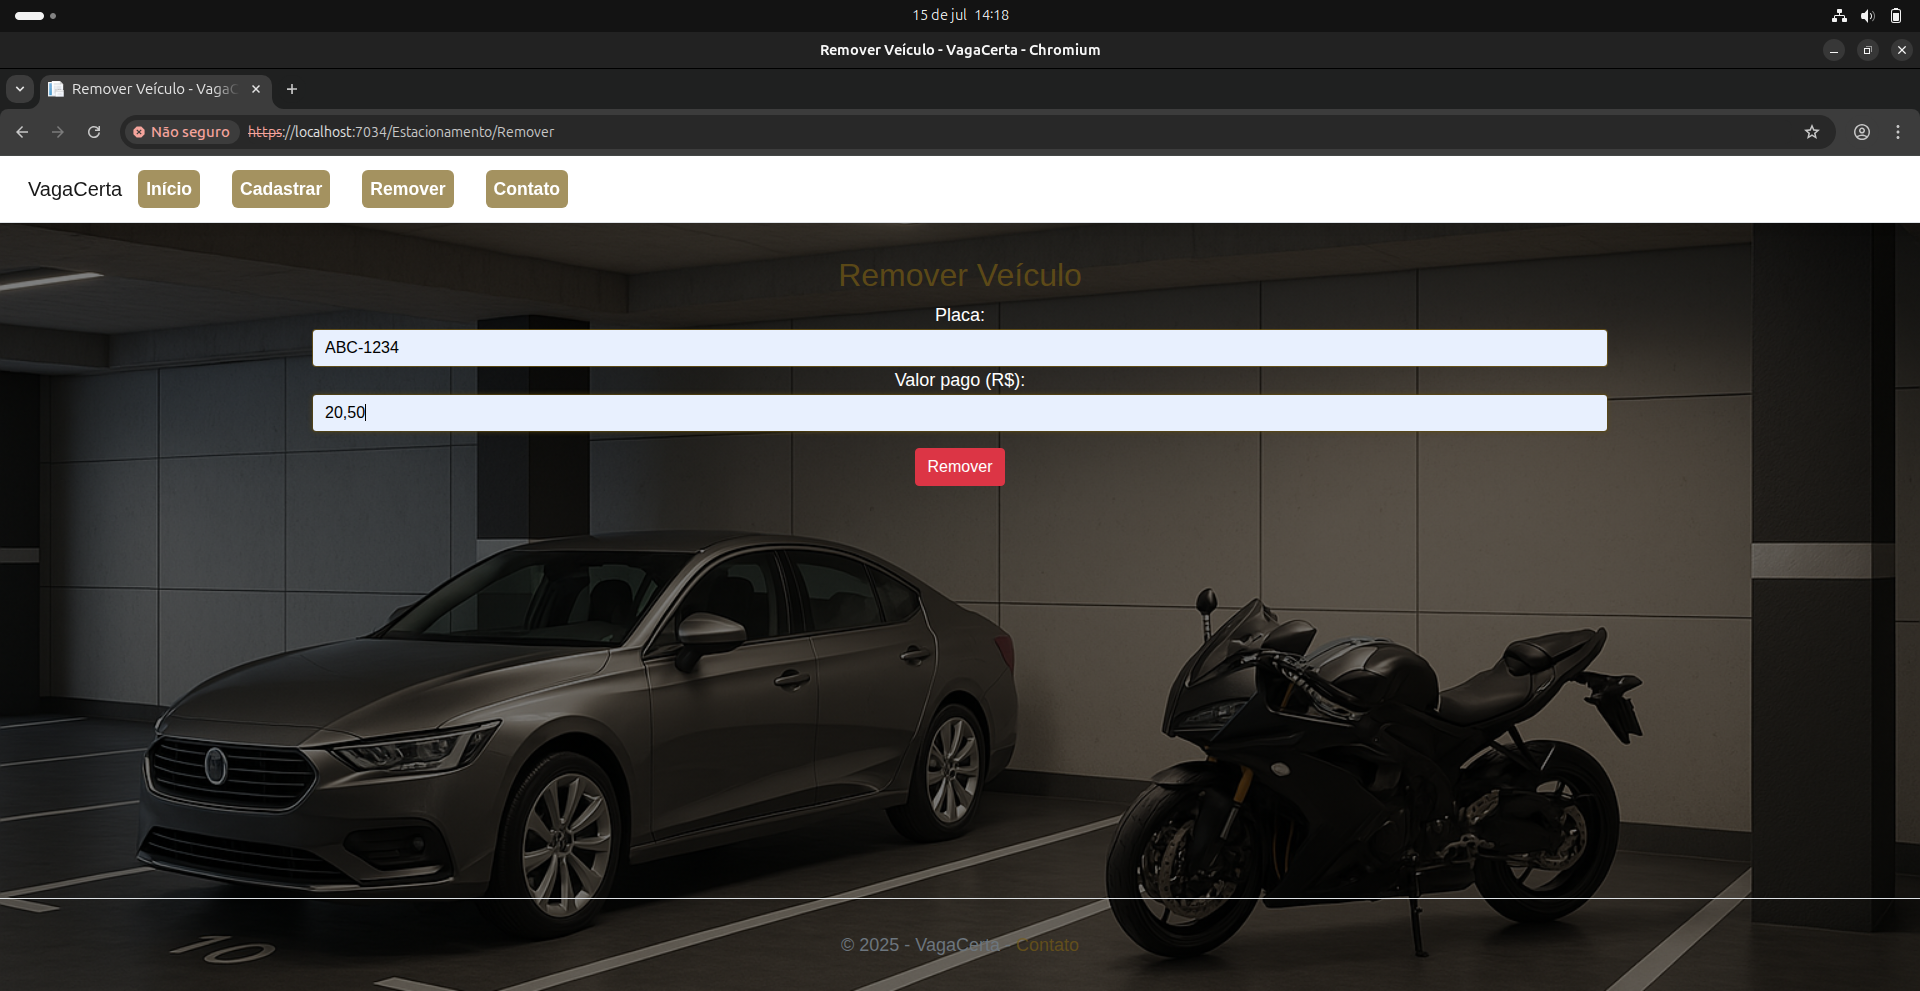 15 de jul 14:18
Remover Veículo - VagaCerta - Chromium
Remover Veículo - VagaC
Não seguro https://localhost:7034/Estacionamento/Remover
VagaCerta Início Cadastrar Remover Contato
Remover Veículo
Placa:
ABC-1234
Valor pago (R$):
20,50
Remover
10
© 2025 - VagaCerta - Contato